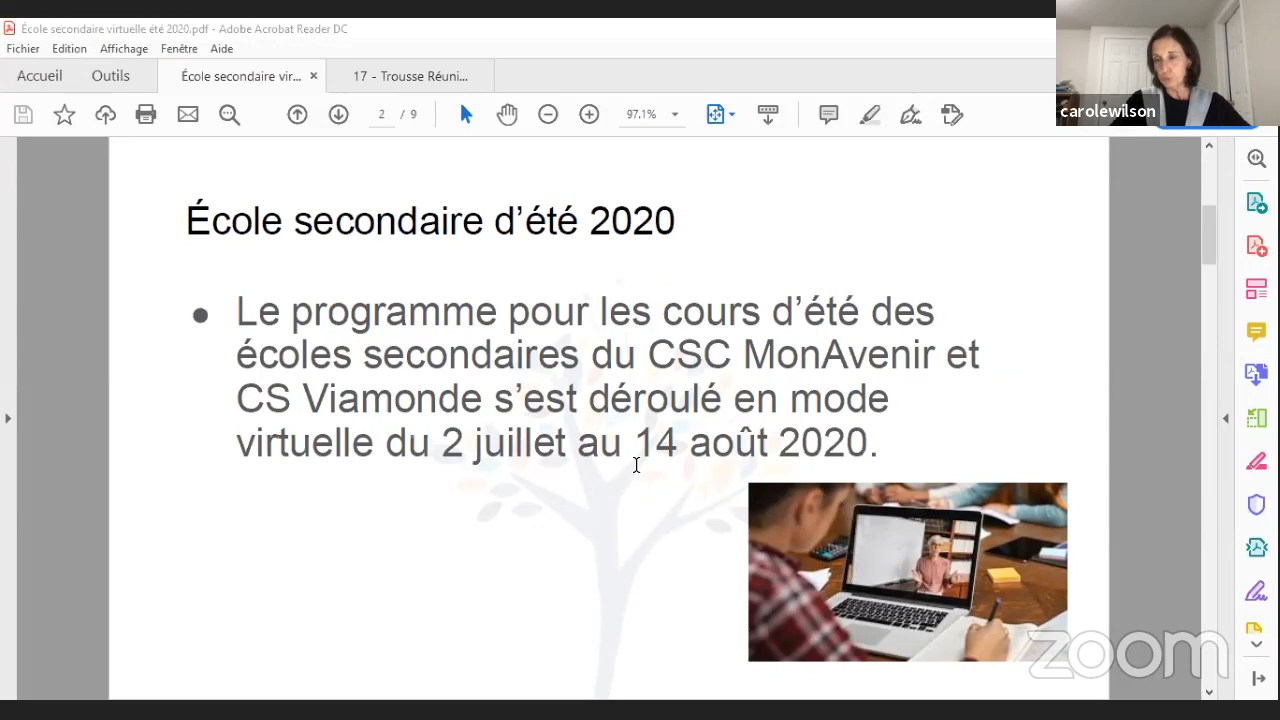 École secondaire virtuelle été 2020.pdf - Adobe Acrobat Reader DC
Fichier Edition Affichage Fenêtre Aide
Accueil Outils École secondaire vir... × 17 - Trousse Réuni...
2 / 9 97.1%
carolewilson
École secondaire d’été 2020
● Le programme pour les cours d’été des
écoles secondaires du CSC MonAvenir et
CS Viamonde s’est déroulé en mode
virtuelle du 2 juillet au 14 août 2020.
zoom